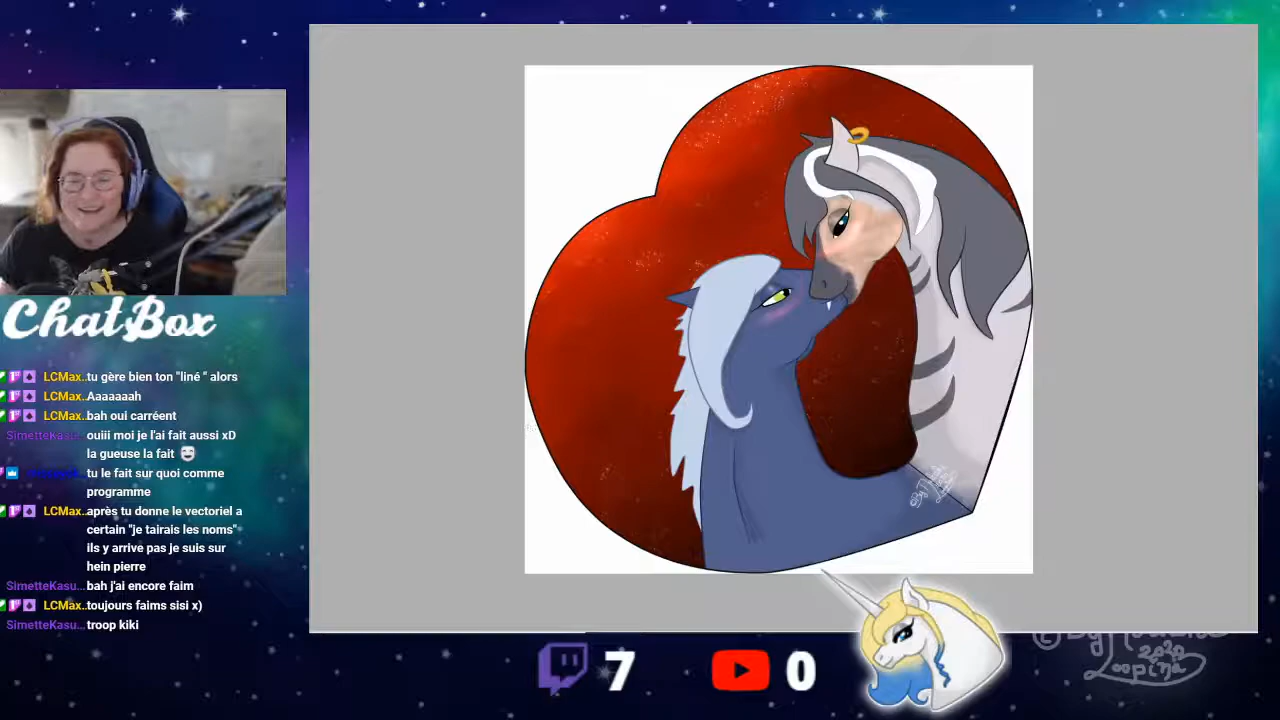 ChatBox
LCMax..tu gère bien ton "liné " alors
LCMax..Aaaaaaah
LCMax..bah oui carréent
SimetteKasu...ouiii moi je l'ai fait aussi xD
la gueuse la fait
tu le fait sur quoi comme
programme
LCMax..après tu donne le vectoriel a
certain "je tairais les noms"
ils y arrive pas je suis sur
hein pierre
SimetteKasu...bah j'ai encore faim
LCMax..toujours faims sisi x)
SimetteKasu...troop kiki
7
0
2020
Loopina